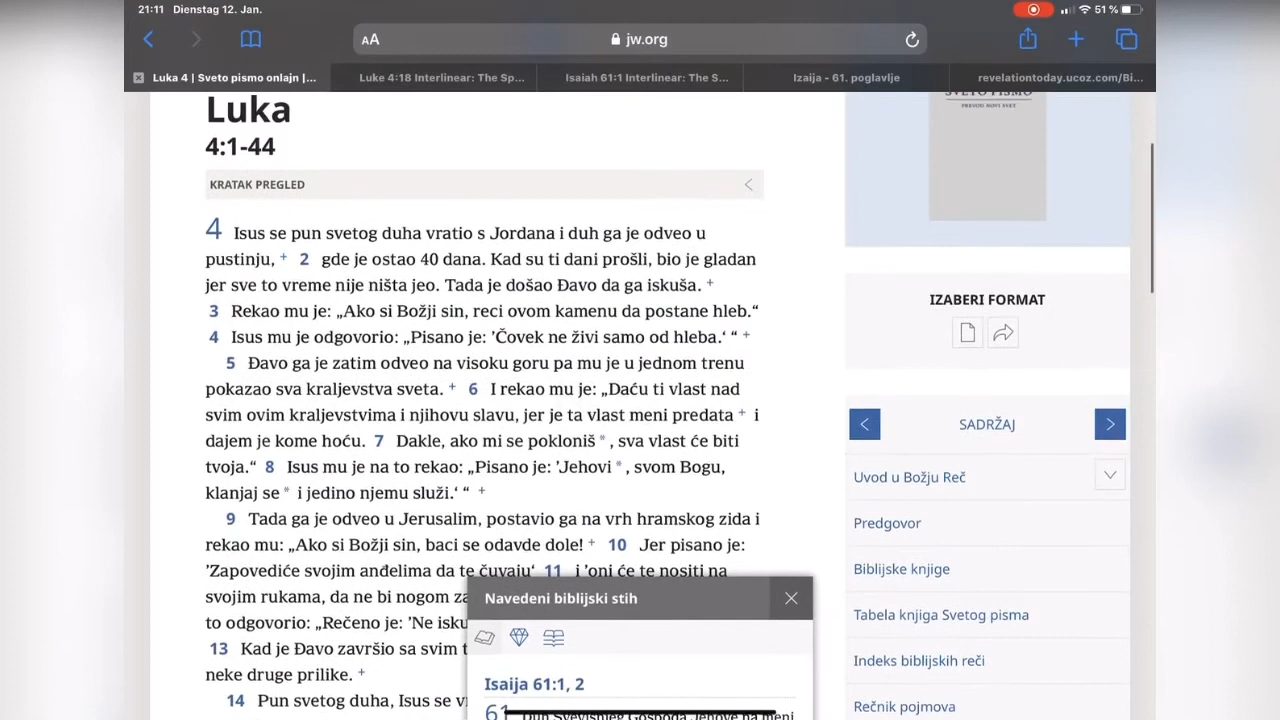 21:11 Dienstag 12. Jan.
51 %
AA
jw.org
Luka 4 | Sveto pismo onlajn |...
Luke 4:18 Interlinear: The Sp...
Isaiah 61:1 Interlinear: The S...
Izaija - 61. poglavlje
revelationtoday.ucoz.com/Bi...
Luka
4:1-44
KRATAK PREGLED
4 Isus se pun svetog duha vratio s Jordana i duh ga je odveo u
pustinju, + 2 gde je ostao 40 dana. Kad su ti dani prošli, bio je gladan
jer sve to vreme nije ništa jeo. Tada je došao Đavo da ga iskuša. +
3 Rekao mu je: „Ako si Božji sin, reci ovom kamenu da postane hleb.“
4 Isus mu je odgovorio: „Pisano je: ’Čovek ne živi samo od hleba.‘ “ +
5 Đavo ga je zatim odveo na visoku goru pa mu je u jednom trenu
pokazao sva kraljevstva sveta. + 6 I rekao mu je: „Daću ti vlast nad
svim ovim kraljevstvima i njihovu slavu, jer je ta vlast meni predata + i
dajem je kome hoću. 7 Dakle, ako mi se pokloniš *, sva vlast će biti
tvoja.“ 8 Isus mu je na to rekao: „Pisano je: ’Jehovi *, svom Bogu,
klanjaj se * i jedino njemu služi.‘ “ +
9 Tada ga je odveo u Jerusalim, postavio ga na vrh hramskog zida i
rekao mu: „Ako si Božji sin, baci se odavde dole! + 10 Jer pisano je:
’Zapovediće svojim anđelima da te čuvaju‘ 11 i ’oni će te nositi na
svojim rukama, da ne bi nogom za
to odgovorio: „Rečeno je: ’Ne isku
13 Kad je Đavo završio sa svim t
neke druge prilike. +
14 Pun svetog duha, Isus se v
Navedeni biblijski stih
Isaija 61:1, 2
61 Duh Svevišnjeg Gospoda Jehove na meni
SVETO PISMO
PREVOD NOVI SVET
IZABERI FORMAT
SADRŽAJ
Uvod u Božju Reč
Predgovor
Biblijske knjige
Tabela knjiga Svetog pisma
Indeks biblijskih reči
Rečnik pojmova